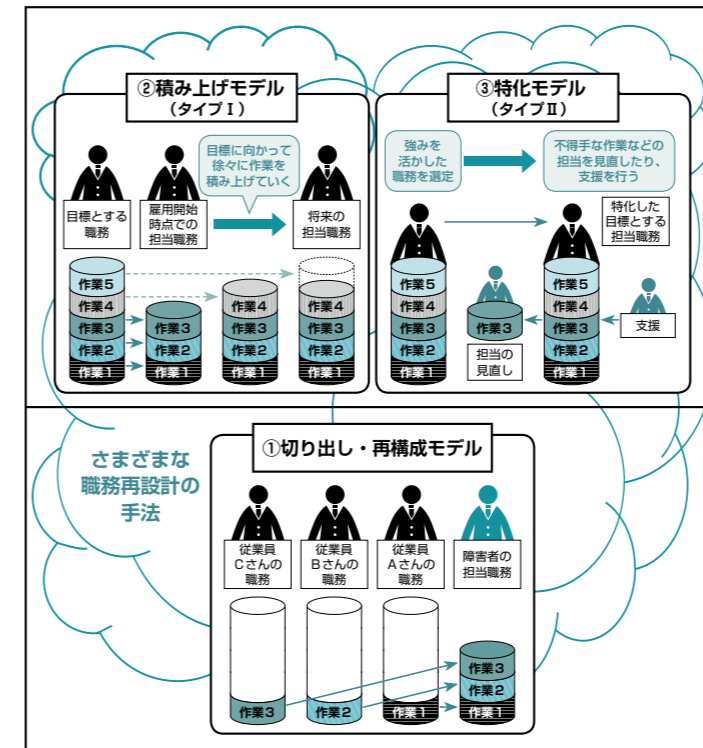 ②積み上げモデル
（タイプⅠ）
目標に向かって
徐々に作業を
積み上げていく
目標とする
職務
雇用開始
時点での
担当職務
将来の
担当職務
作業5
作業4
作業3
作業2
作業1
作業3
作業2
作業1
作業4
作業3
作業2
作業1
作業4
作業3
作業2
作業1
③特化モデル
（タイプⅡ）
強みを
活かした
職務を選定
不得手な作業などの
担当を見直したり、
支援を行う
特化した
目標とする
担当職務
作業5
作業4
作業3
作業2
作業1
作業3
担当の
見直し
作業5
作業4
作業3
作業2
作業1
支援
さまざまな
職務再設計の
手法
①切り出し・再構成モデル
従業員
Cさんの
職務
従業員
Bさんの
職務
従業員
Aさんの
職務
障害者の
担当職務
作業3
作業2
作業1
作業3
作業2
作業1